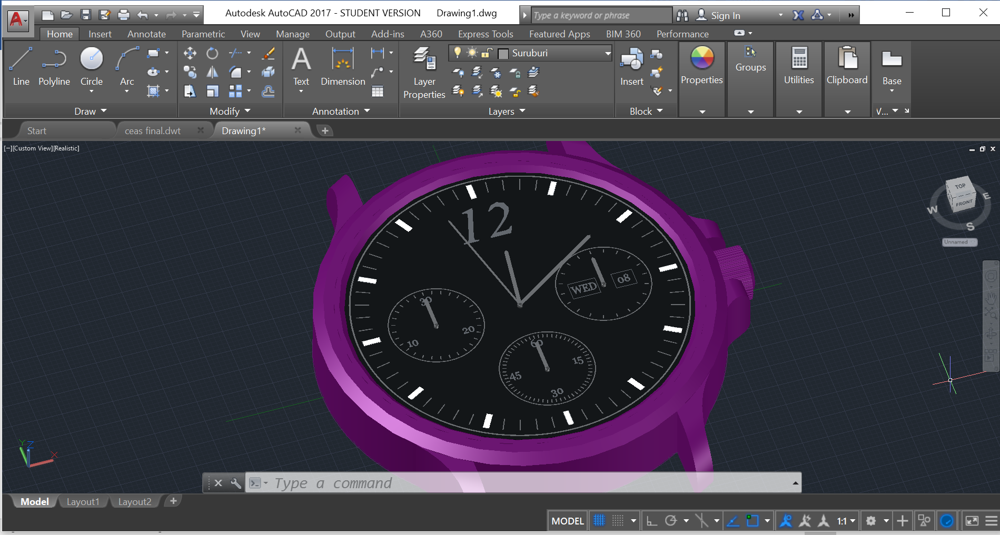 Autodesk AutoCAD 2017 - STUDENT VERSION Drawing1.dwg
Type a keyword or phrase
Sign In
Home Insert Annotate Parametric View Manage Output Add-ins A360 Express Tools Featured Apps BIM 360 Performance
Suruburi
Line Polyline Circle Arc
Text Dimension
Layer Properties
Insert
Properties Groups Utilities Clipboard Base
Draw Modify Annotation Layers Block V...
Start ceas final.dwt Drawing1*
[−][Custom View][Realistic]
TOP
FRONT
W E
S
Unnamed
12
WED 08
30
20
10
60
15
45
30
Y Z X
Type a command
Model Layout1 Layout2
MODEL 1:1